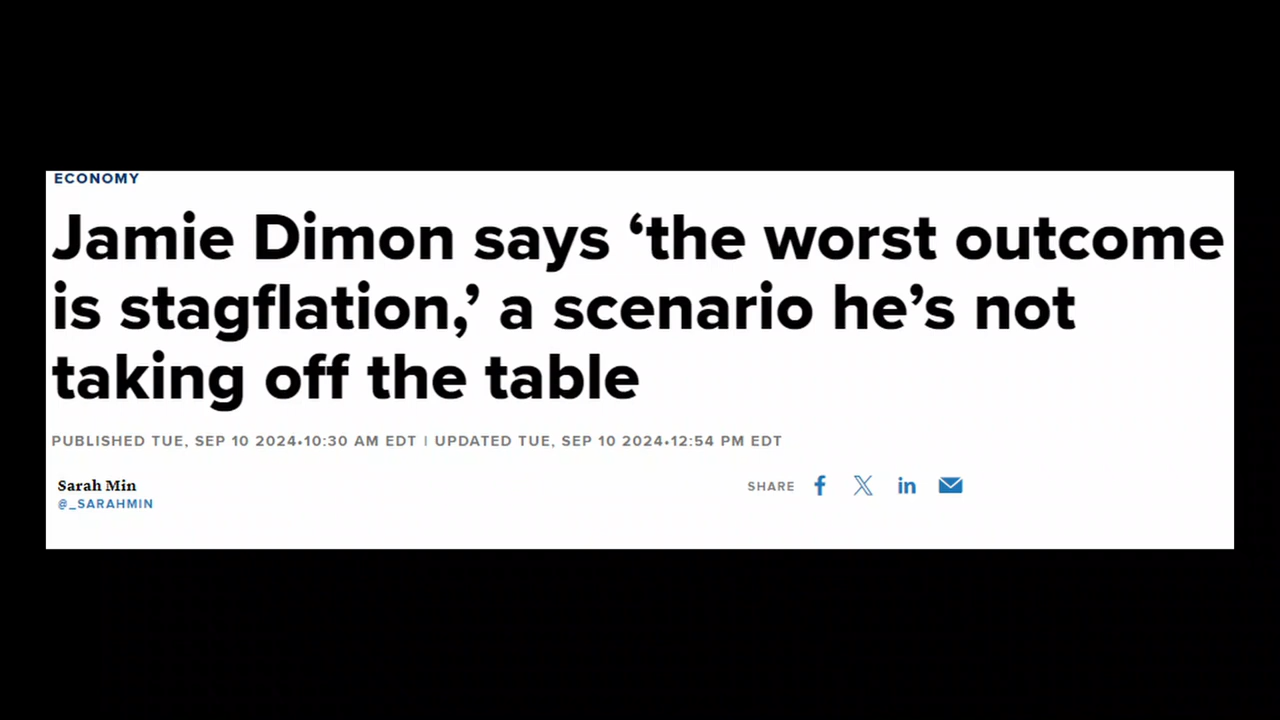 ECONOMY
Jamie Dimon says ‘the worst outcome
is stagflation,’ a scenario he’s not
taking off the table
PUBLISHED TUE, SEP 10 2024•10:30 AM EDT | UPDATED TUE, SEP 10 2024•12:54 PM EDT
Sarah Min
@_SARAHMIN
SHARE